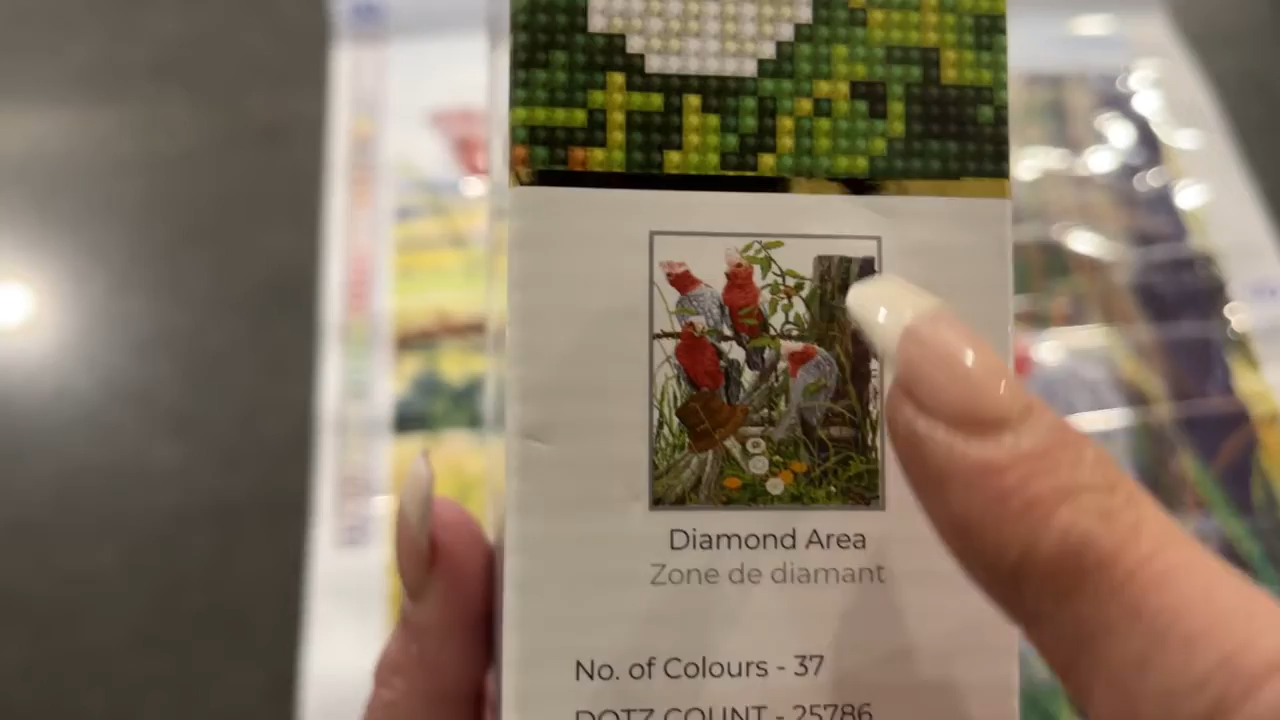 Diamond Area
Zone de diamant
No. of Colours - 37
DOTZ COUNT - 25786